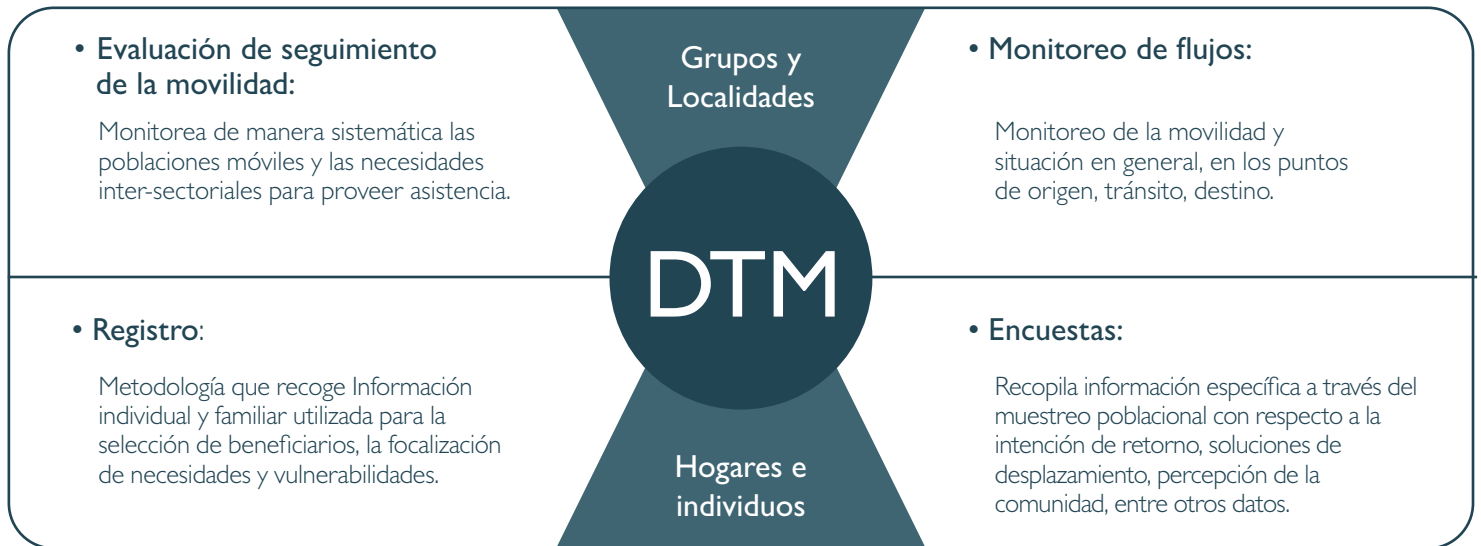 • Evaluación de seguimiento
de la movilidad:
Monitorea de manera sistemática las
poblaciones móviles y las necesidades
inter-sectoriales para proveer asistencia.
Grupos y
Localidades
• Monitoreo de flujos:
Monitoreo de la movilidad y
situación en general, en los puntos
de origen, tránsito, destino.
DTM
• Registro:
Metodología que recoge Información
individual y familiar utilizada para la
selección de beneficiarios, la focalización
de necesidades y vulnerabilidades.
Hogares e
individuos
• Encuestas:
Recopila información específica a través del
muestreo poblacional con respecto a la
intención de retorno, soluciones de
desplazamiento, percepción de la
comunidad, entre otros datos.